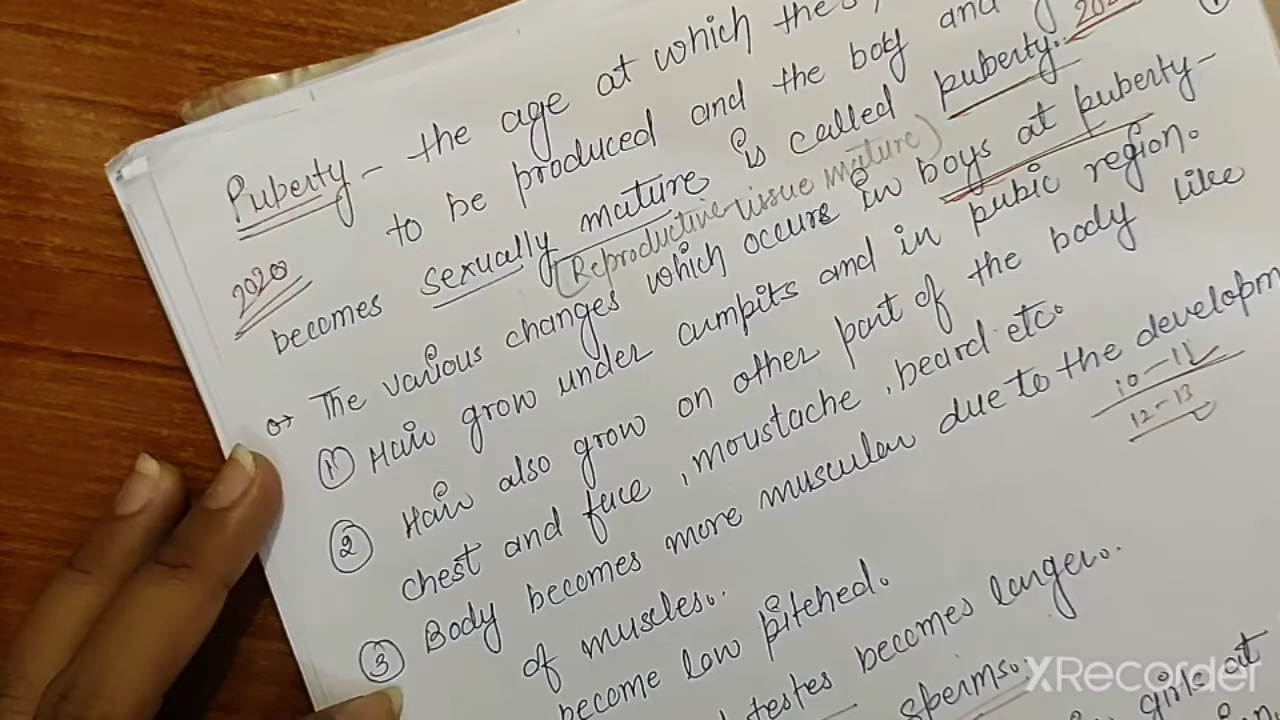 Puberty - the age at which the
to be produced and the boy and
becomes sexually mature is called puberty.
2020
(Reproductive tissue mature)
The various changes which occurs in boys at puberty -
① Hair grow under armpits and in pubic region.
② Hair also grow on other part of the body like
chest and face, moustache, beard etc.
③ Body becomes more muscular due to the developm
of muscles.
10-11
12-13
become low pitched.
testes becomes larger.
sperms.
girls at
XRecorder